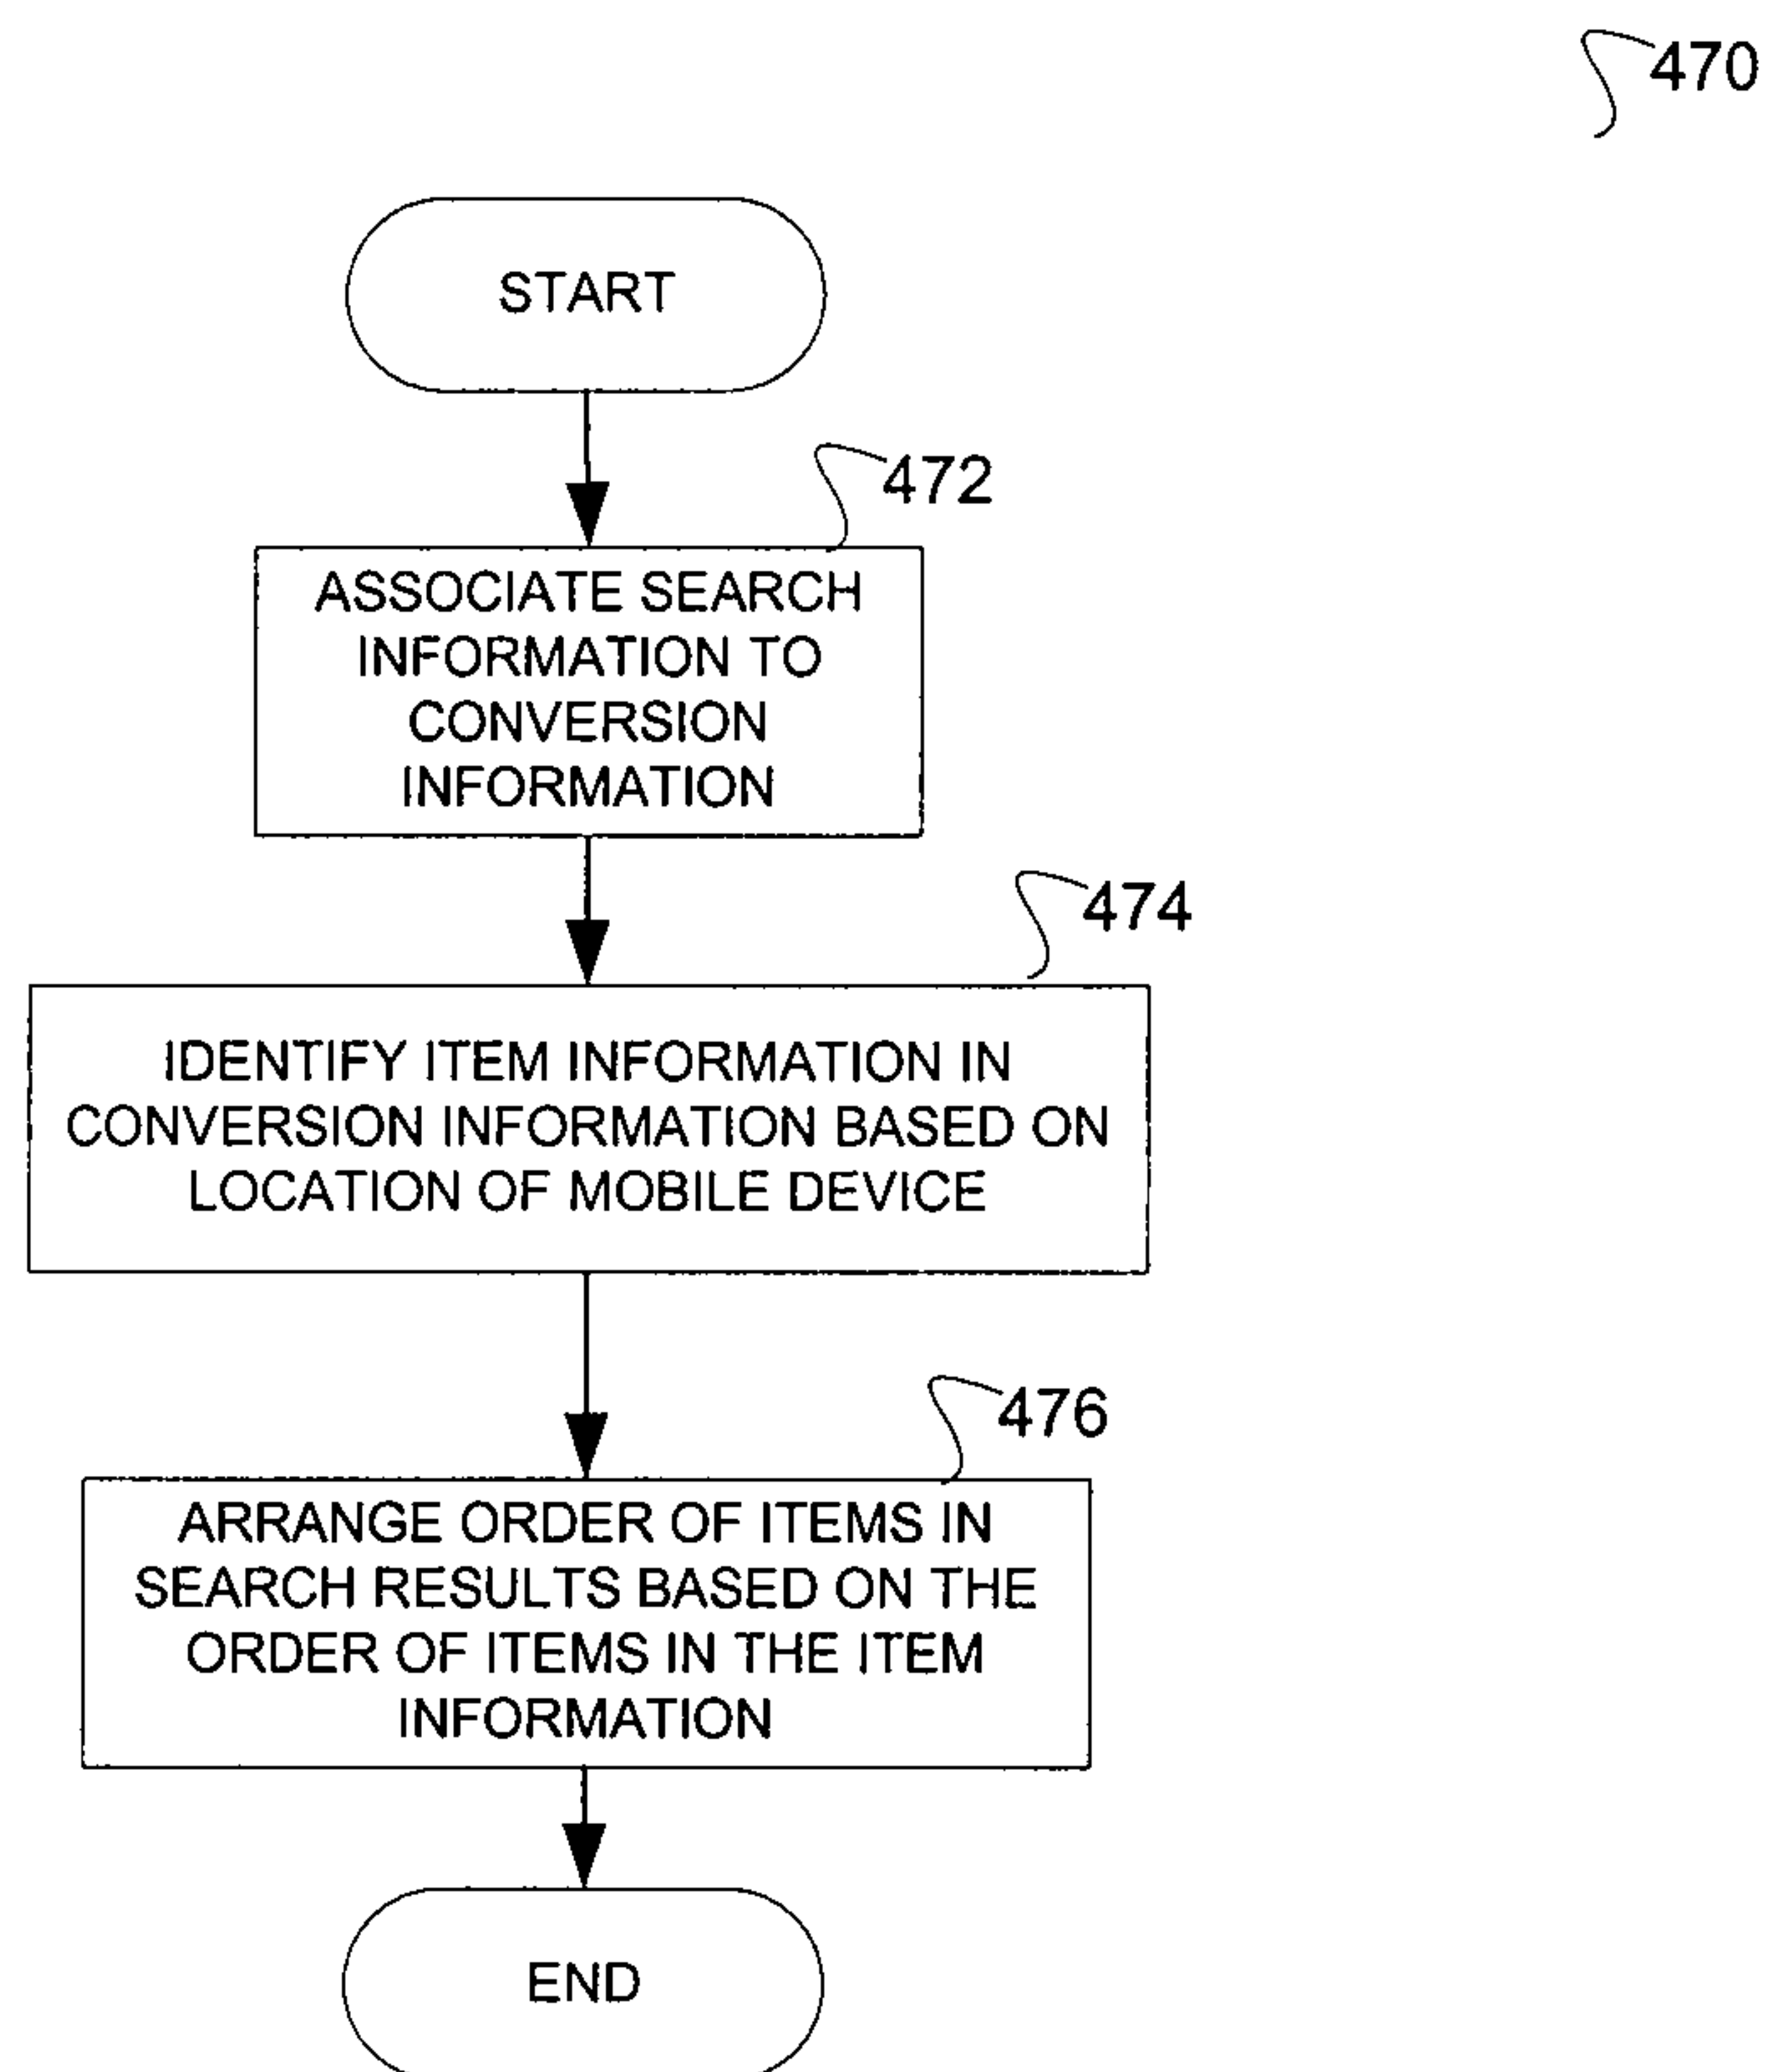 470
START
472
ASSOCIATE SEARCH
INFORMATION TO
CONVERSION
INFORMATION
474
IDENTIFY ITEM INFORMATION IN
CONVERSION INFORMATION BASED ON
LOCATION OF MOBILE DEVICE
476
ARRANGE ORDER OF ITEMS IN
SEARCH RESULTS BASED ON THE
ORDER OF ITEMS IN THE ITEM
INFORMATION
END